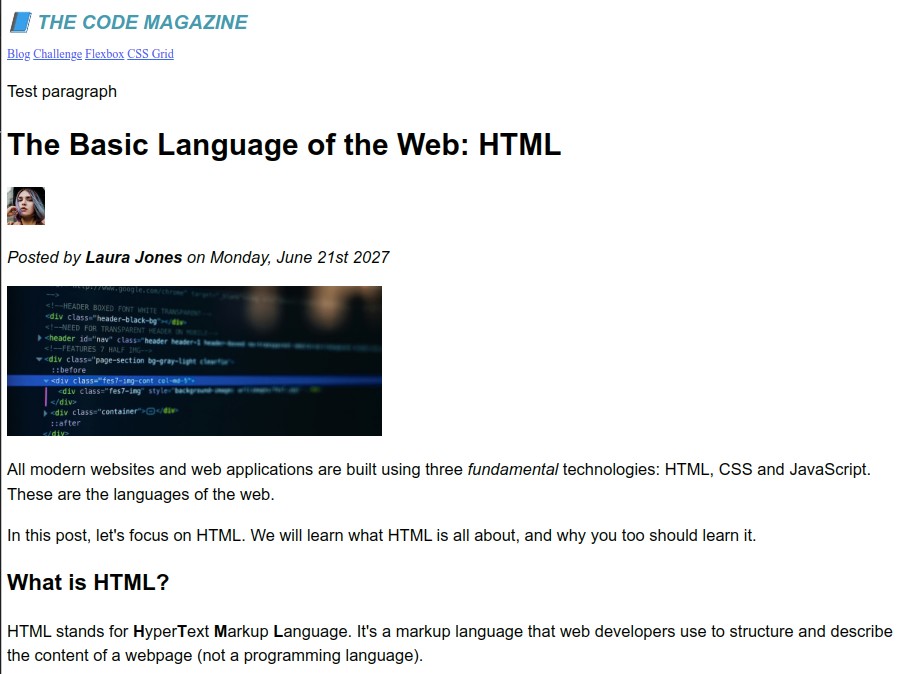 📘 THE CODE MAGAZINE
Blog Challenge Flexbox CSS Grid
Test paragraph
The Basic Language of the Web: HTML
Posted by Laura Jones on Monday, June 21st 2027
<!--HEADER BOXED FONT WHITE TRANSPARENT-->
<div class="header-black-bg"></div>
<!--NEED FOR TRANSPARENT HEADER ON MOBILE-->
<header id="nav" class="header header-1
<!--FEATURES 7 HALF IMG-->
<div class="page-section bg-gray-light clearfix">
::before
<div class="fes7-img-cont col-md-5">
<div class="fes7-img" style="background-image:
</div>
<div class="container"></div>
::after
</div>
All modern websites and web applications are built using three fundamental technologies: HTML, CSS and JavaScript.
These are the languages of the web.
In this post, let's focus on HTML. We will learn what HTML is all about, and why you too should learn it.
What is HTML?
HTML stands for HyperText Markup Language. It's a markup language that web developers use to structure and describe
the content of a webpage (not a programming language).